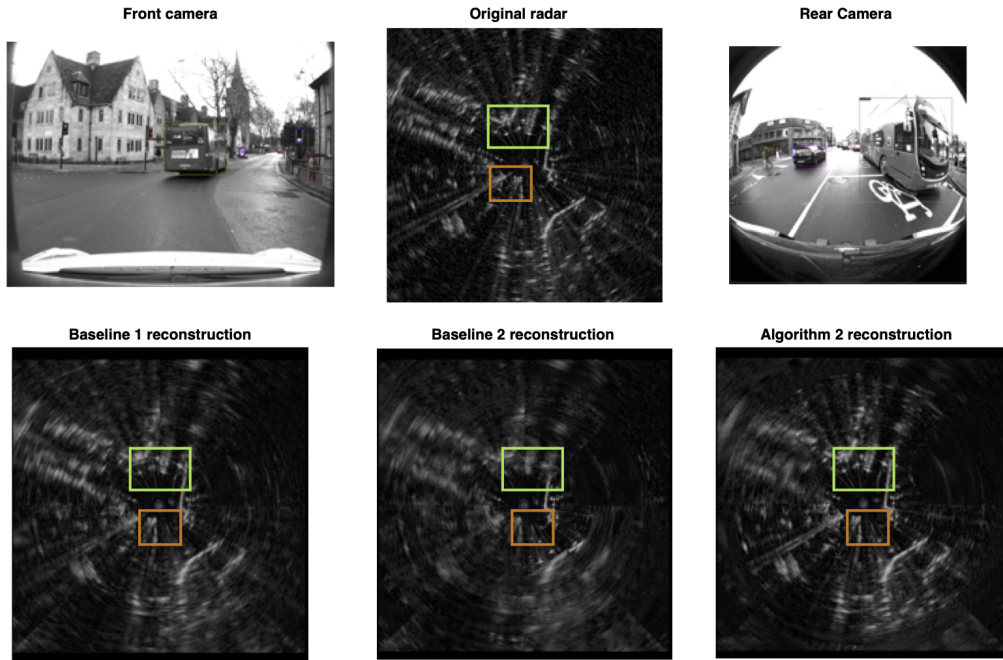 Front camera
Original radar
Rear Camera
Baseline 1 reconstruction
Baseline 2 reconstruction
Algorithm 2 reconstruction